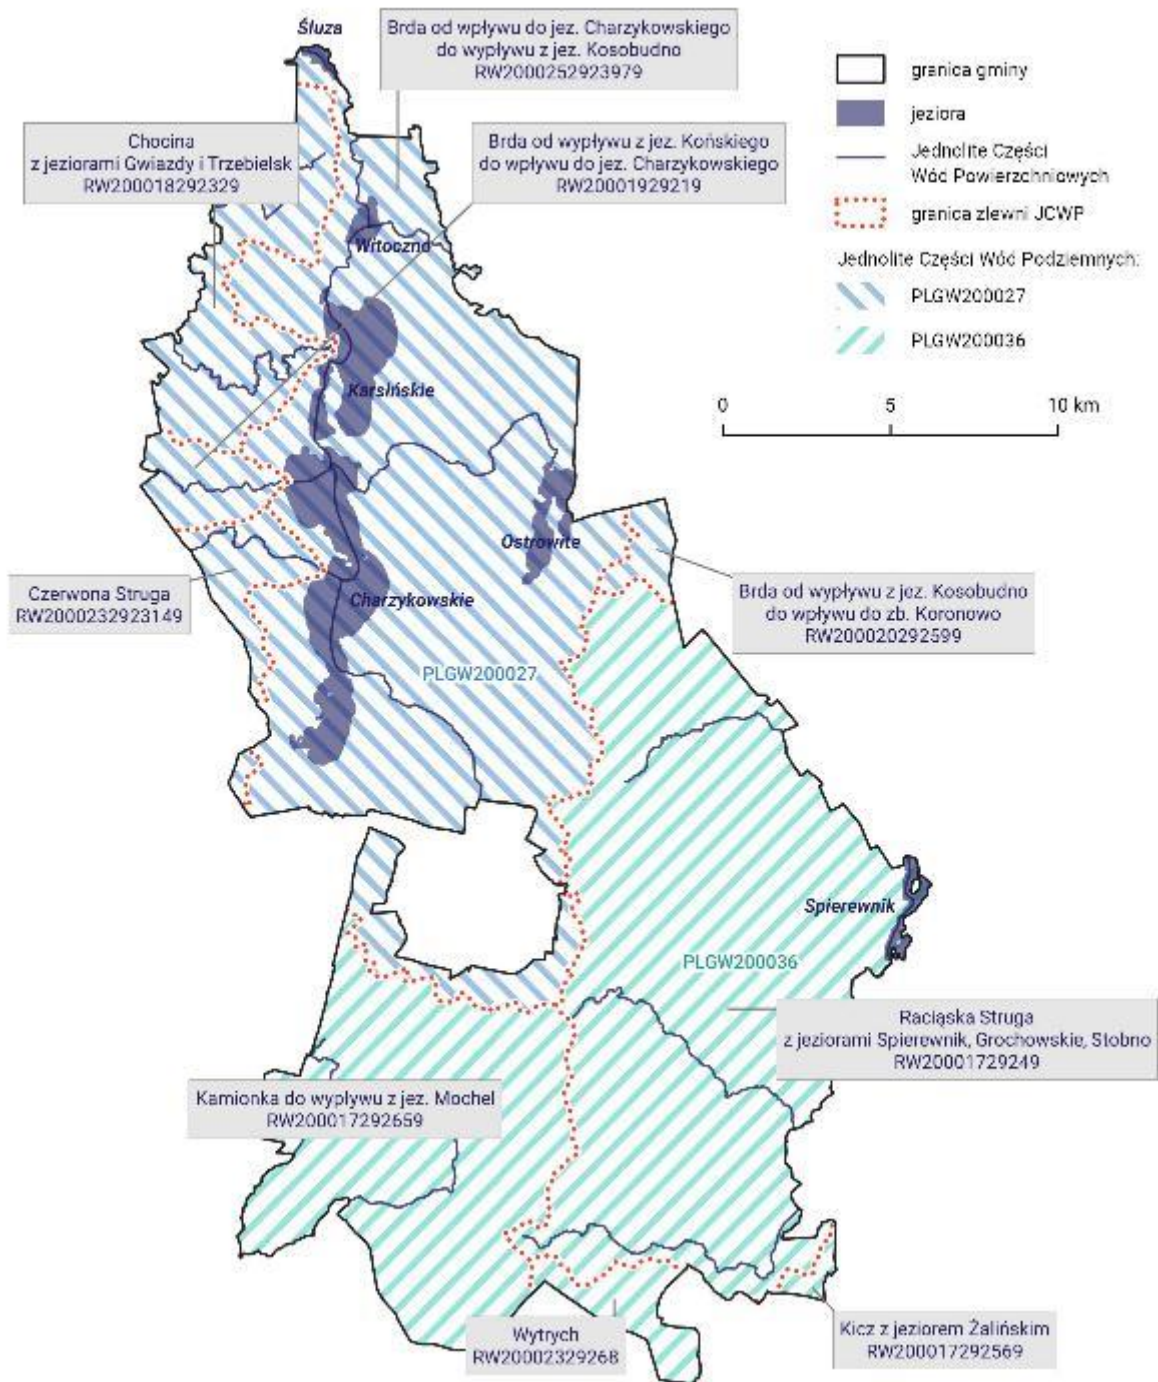 Śluza
Brda od wpływu do jez. Charzykowskiego
do wypływu z jez. Kosobudno
RW2000252923979
Chocina
z jeziorami Gwiazdy i Trzebielsk
RW200018292329
Brda od wypływu z jez. Końskiego
do wpływu do jez. Charzykowskiego
RW20001929219
granica gminy
jeziora
Jednolite Części
Wód Powierzchniowych
granica zlewni JCWP
Jednolite Części Wód Podziemnych:
PLGW200027
PLGW200036
0 5 10 km
Witoczno
Karsińskie
Ostrowite
Charzykowskie
Czerwona Struga
RW2000232923149
Brda od wypływu z jez. Kosobudno
do wpływu do zb. Koronowo
RW200020292599
PLGW200027
Spierewnik
PLGW200036
Raciąska Struga
z jeziorami Spierewnik, Grochowskie, Stobno
RW20001729249
Kamionka do wypływu z jez. Mochel
RW200017292659
Wytrych
RW20002329268
Kicz z jeziorem Żalińskim
RW200017292569